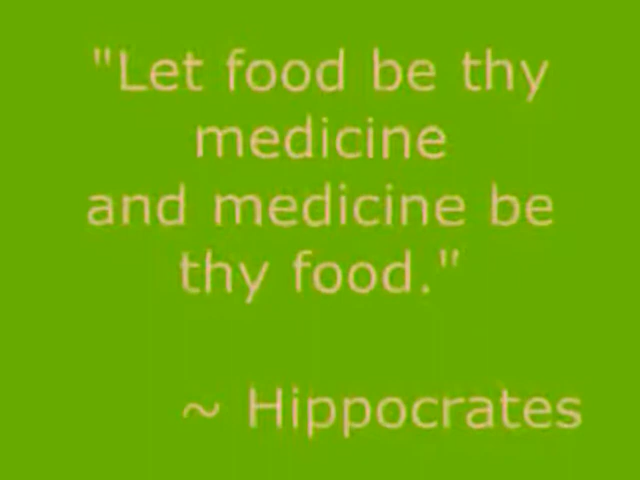 "Let food be thy
medicine
and medicine be
thy food."
~ Hippocrates